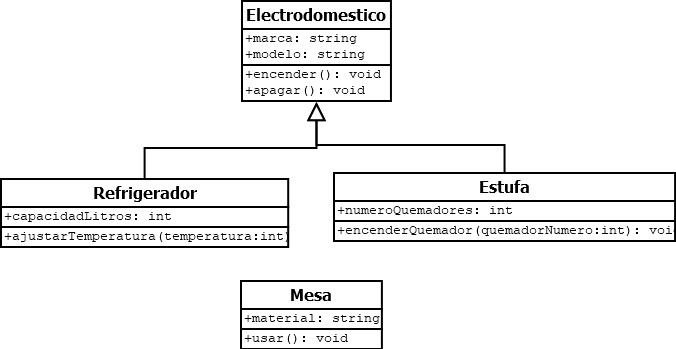 Electrodomestico
+marca: string
+modelo: string
+encender(): void
+apagar(): void
Refrigerador
+capacidadLitros: int
+ajustarTemperatura(temperatura:int)
Estufa
+numeroQuemadores: int
+encenderQuemador(quemadorNumero:int): voi
Mesa
+material: string
+usar(): void